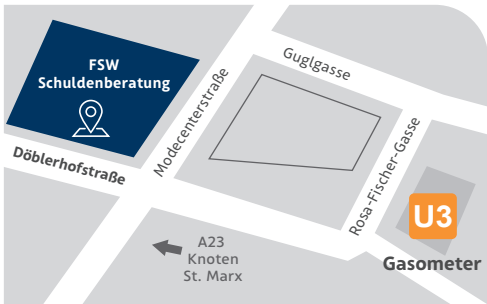 FSW
Schuldenberatung
Döblerhofstraße
Modecenterstraße
Guglgasse
Rosa-Fischer-Gasse
U3
Gasometer
A23
Knoten
St. Marx